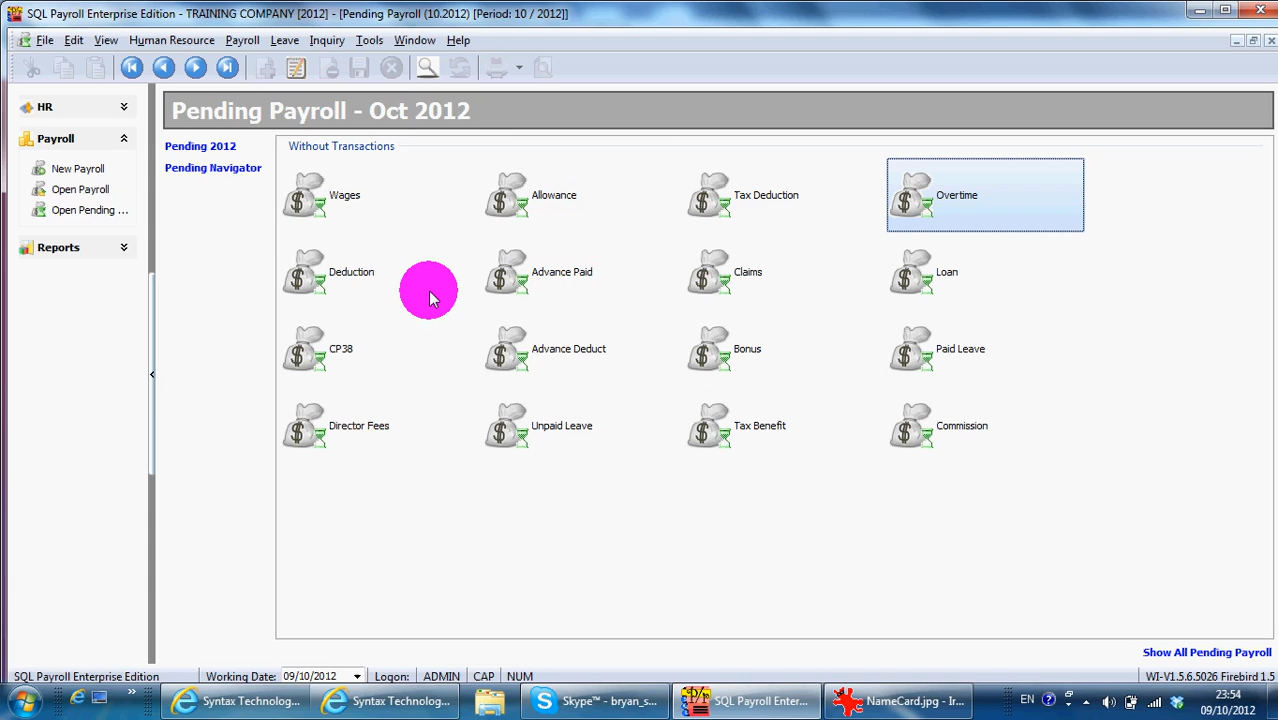 SQL Payroll Enterprise Edition - TRAINING COMPANY [2012] - [Pending Payroll (10.2012) [Period: 10 / 2012]]
File Edit View Human Resource Payroll Leave Inquiry Tools Window Help
HR
Payroll
New Payroll
Open Payroll
Open Pending ...
Reports
Pending Payroll - Oct 2012
Pending 2012
Pending Navigator
Without Transactions
Wages Allowance Tax Deduction Overtime
Deduction Advance Paid Claims Loan
CP38 Advance Deduct Bonus Paid Leave
Director Fees Unpaid Leave Tax Benefit Commission
Show All Pending Payroll
SQL Payroll Enterprise Edition Working Date: 09/10/2012 Logon: ADMIN CAP NUM WI-V1.5.6.5026 Firebird 1.5
Syntax Technolog... Syntax Technolog... Skype™ - bryan_s... SQL Payroll Enter... NameCard.jpg - Ir... EN 23:54
09/10/2012